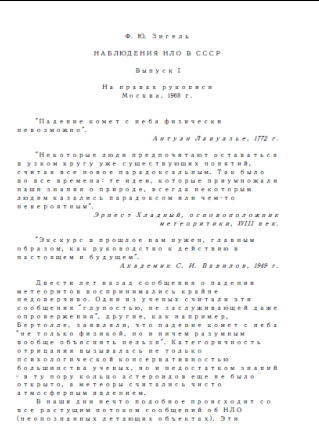 Ф. Ю. Зигель
НАБЛЮДЕНИЯ НЛО В СССР
Выпуск I
На правах рукописи
Москва, 1968 г.
"Падение комет с неба физически
невозможно".
Антуан Лавуазье, 1772 г.
"Некоторые люди предпочитают оставаться
в узком кругу уже существующих понятий,
считая все новое парадоксальным. Так было
во все времена: те идеи, которые приумножали
наши знания о природе, всегда некоторым
людям казались парадоксом или чем-то
невероятным".
Эрнест Хладный, основоположник
метеоритики, XVIII век.
"Экскурс в прошлое нам нужен, главным
образом, как руководство к действию в
настоящем и будущем".
Академик С. И. Вавилов, 1949 г.
Двести лет назад сообщения о падении
метеоритов воспринимались крайне
недоверчиво. Одни из ученых считали эти
сообщения "глупостью, не заслуживающей даже
опровержения", другие, как например,
Бертолле, заявляли, что падение комет с неба
"не только физикой, но и ничем разумным
вообще объяснить нельзя". Категоричность
отрицания вызывалась не только
психологической консервативностью
большинства ученых, но и недостатком знаний
- в ту пору кольцо астероидов еще не было
открыто, а метеоры считались чисто
атмосферным явлением.
В наши дни нечто подобное происходит со
все растущим потоком сообщений об НЛО
(неопознанных летающих объектах). Эти